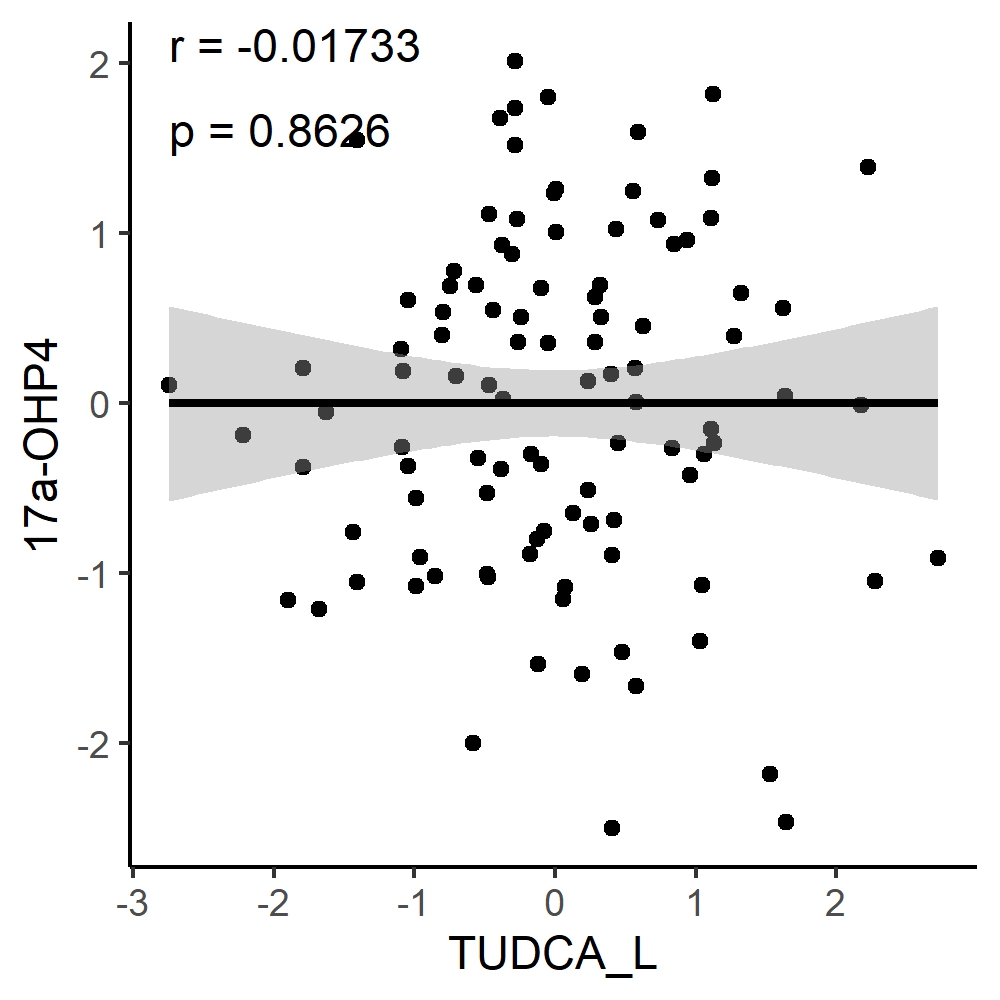 r = -0.01733
p = 0.8626
2
1
0
-1
-2
17a-OHP4
-3 -2 -1 0 1 2
TUDCA_L